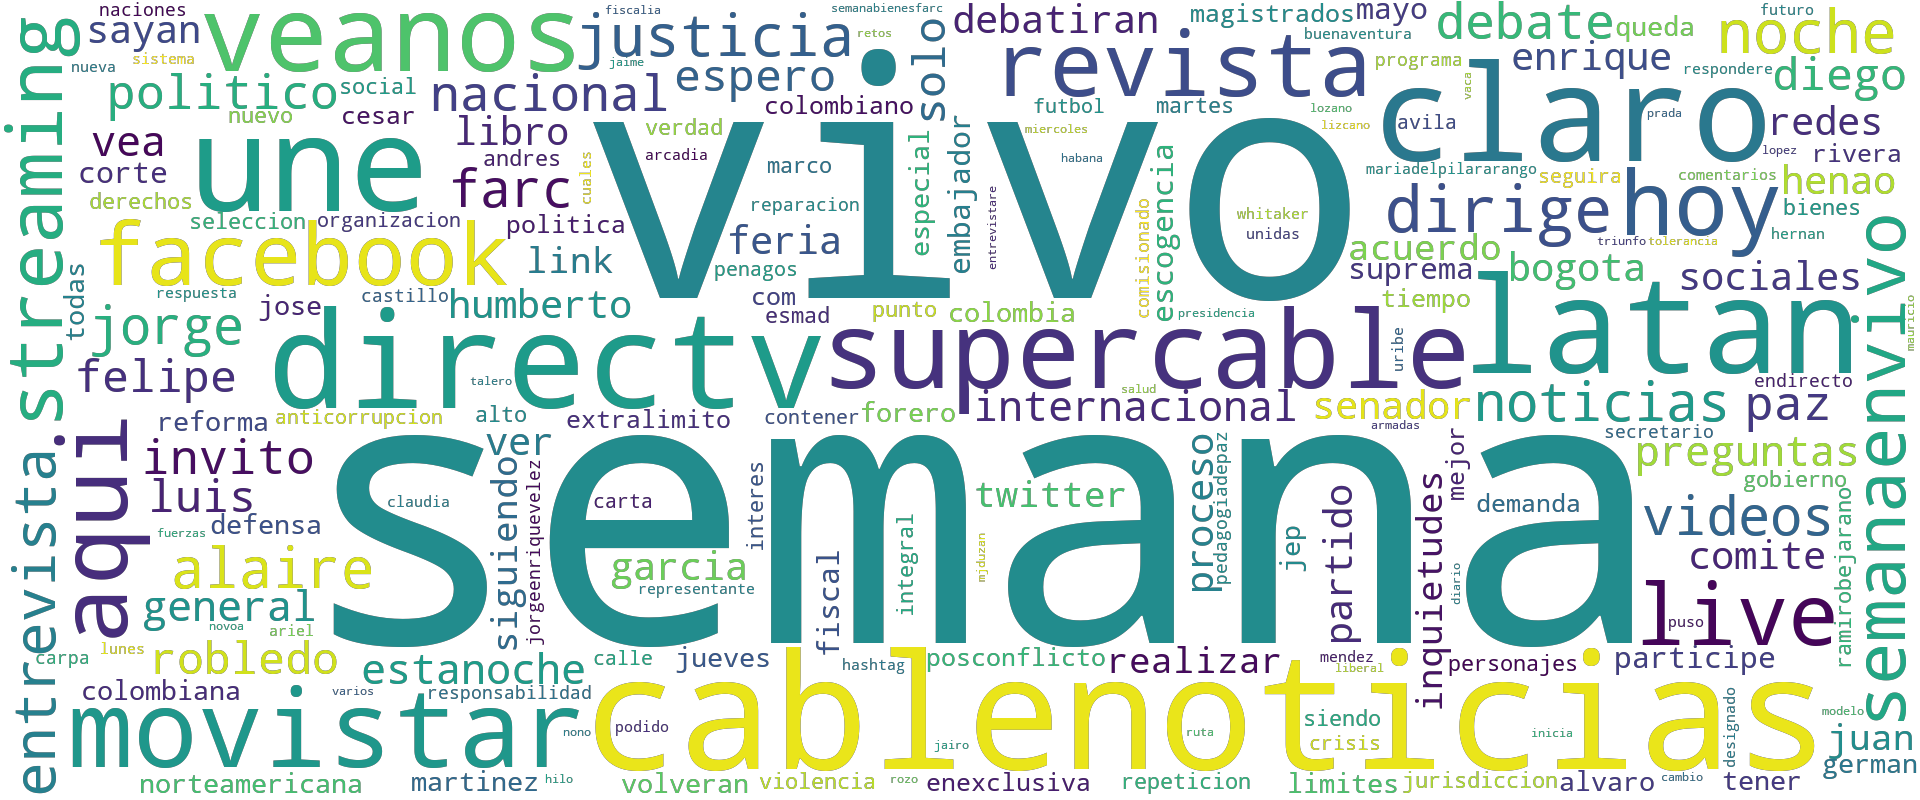 naciones
sayan
sistema
nueva
veanos
fiscalia
justicia
jaime
semanabienesfarc
retos
solo
debatiran
magistrados
mayo
buenaventura
debate
queda
futuro
noche
revista
programa
enrique
respondere
diego
streaming
politico
social
nuevo
cesar
nacional
espero
colombiano
vivo
futbol
martes
miercoles
lozano
lizcano
vaca
claro
avila
prada
redes
lopez
rivera
vea
corte
derechos
une
libro
andres
farc
cuales
verdad
arcadia
marco
reparacion
especial
embajador
entrevistare
habana
comisionado
escogencia
whitaker
unidas
mariadelpilararango
seguira
comentarios
henao
bienes
hernan
seleccion
organizacion
politica
facebook
link
feria
penagos
dirige
hoy
triunfo
tolerancia
acuerdo
suprema
bogota
sociales
todas
respuesta
jose
castillo
humberto
com
esmad
punto
colombia
presidencia
tiempo
uribe
latan
mauricio
semanaenvivo
jorge
felipe
directv
talero
supercable
salud
endirecto
reforma
anticorrupcion
alto
extralimito
contener
forero
internacional
armadas
senador
noticias
paz
secretario
aqui
invito
luis
ver
siguiendo
jorgeenriquevelez
semana
claudia
carta
interes
twitter
proceso
pedagogiadepaz
partido
inquietudes
mejor
demanda
preguntas
gobierno
videos
comite
entrevista
defensa
fuerzas
alaire
general
novoa
ariel
garcia
representante
fiscal
integral
mjduzan
jep
diario
live
puso
ramirobejarano
carpa
lunes
robledo
estanoche
calle
jueves
hashtag
posconflicto
realizar
mendez
liberal
personajes
participe
colombiana
varios
responsabilidad
movistar
nono
podido
cablenoticias
jairo
ruta
siendo
crisis
inicia
designado
modelo
juan
german
norteamericana
martinez
hilo
volveran
violencia
rozo
enexclusiva
repeticion
limites
jurisdiccion
alvaro
cambio
tener